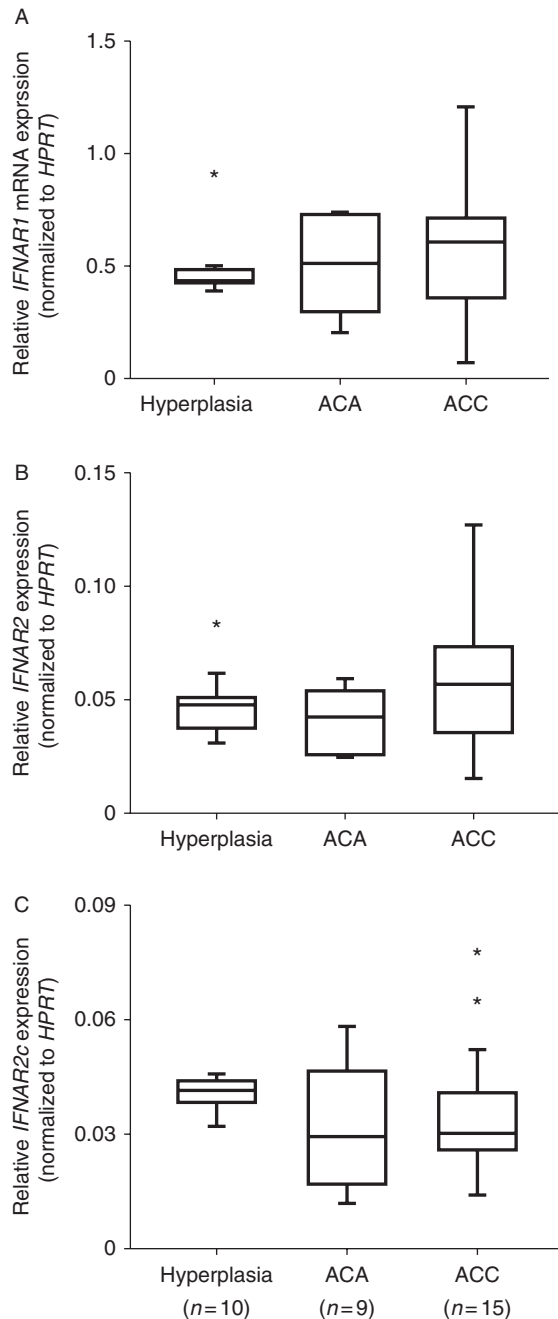 A
Relative IFNAR1 mRNA exprssion
(normalized to HPRT)
1.5
1.0
0.5
0
*
Hyperplasia ACA ACC
B
Relative IFNAR2 expression
(normalized to HPRT)
0.15
0.10
0.05
0
*
Hyperplasia ACA ACC
C
Relative IFNAR2c expression
(normalized to HPRT)
0.09
0.06
0.03
0
*
*
Hyperplasia ACA ACC
(n=10) (n=9) (n=15)